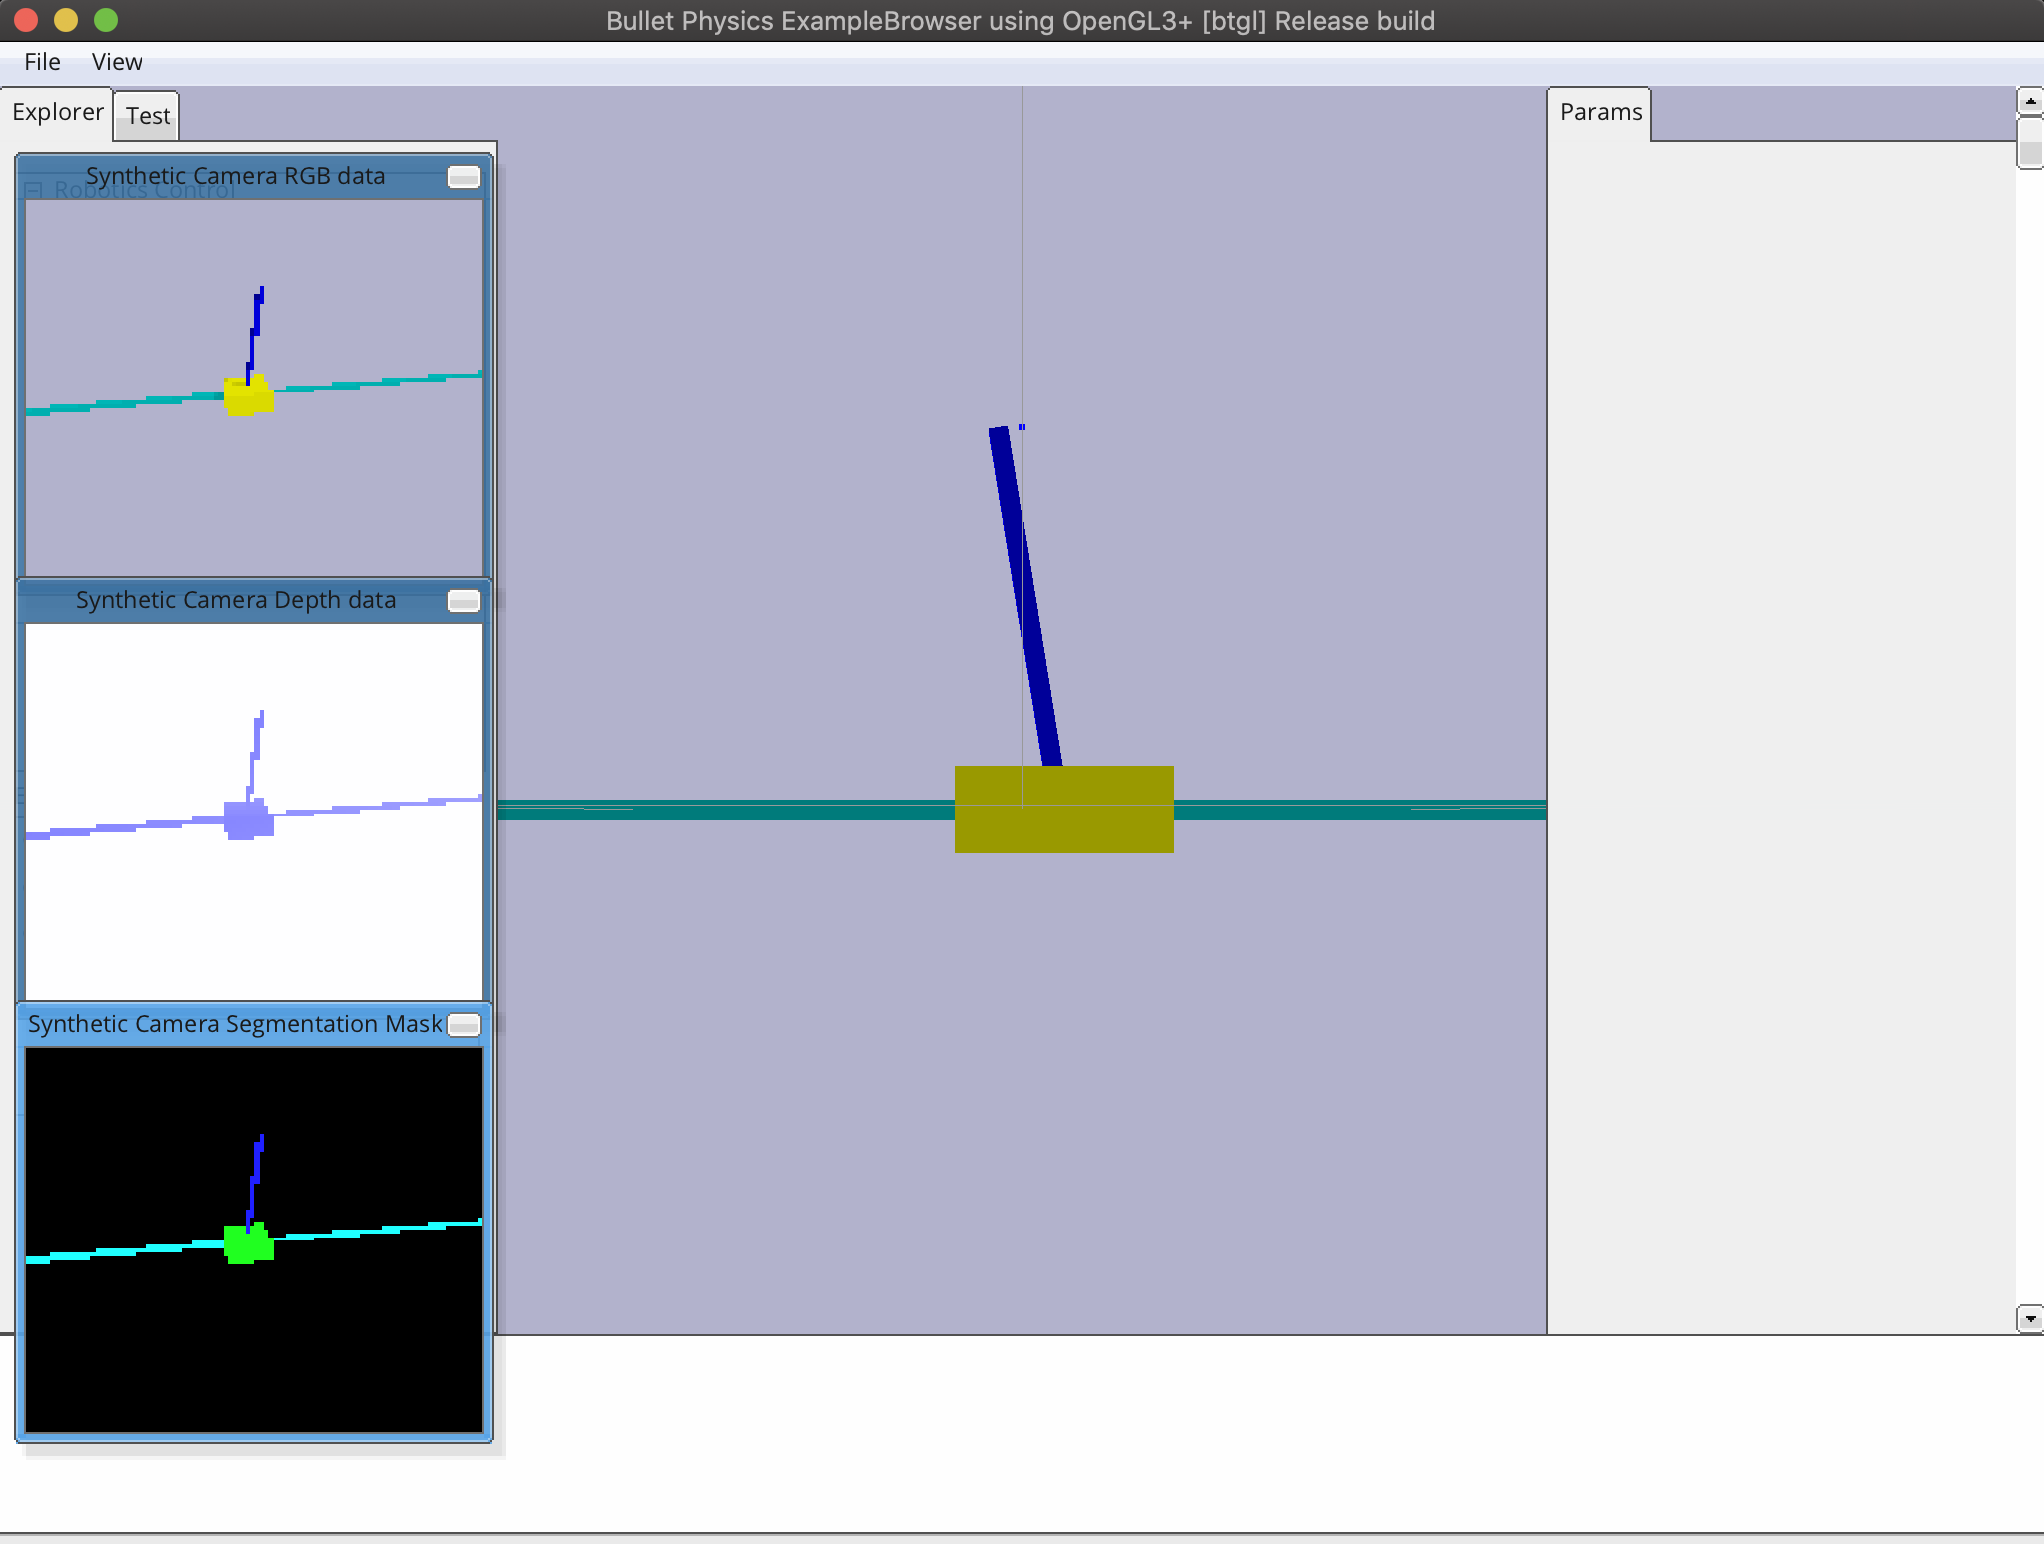 Bullet Physics ExampleBrowser using OpenGL3+ [btgl] Release build
File View
Explorer Test Params
Synthetic Camera RGB data
Robotics Control
Synthetic Camera Depth data
Synthetic Camera Segmentation Mask